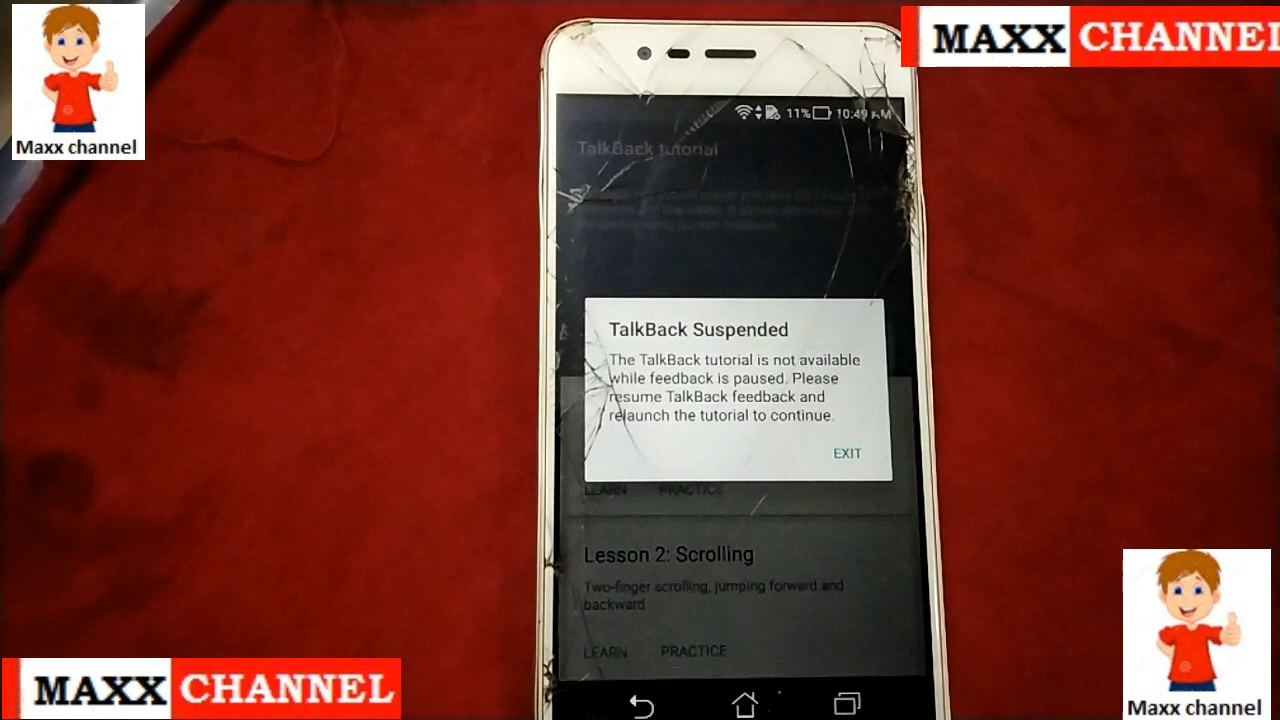 Maxx channel
MAXX CHANNEL
11% 10:49 AM
TalkBack tutorial
TalkBack Suspended
The TalkBack tutorial is not available
while feedback is paused. Please
resume TalkBack feedback and
relaunch the tutorial to continue.
EXIT
LEARN PRACTICE
Lesson 2: Scrolling
Two-finger scrolling, jumping forward and
backward
LEARN PRACTICE
MAXX CHANNEL
Maxx channel